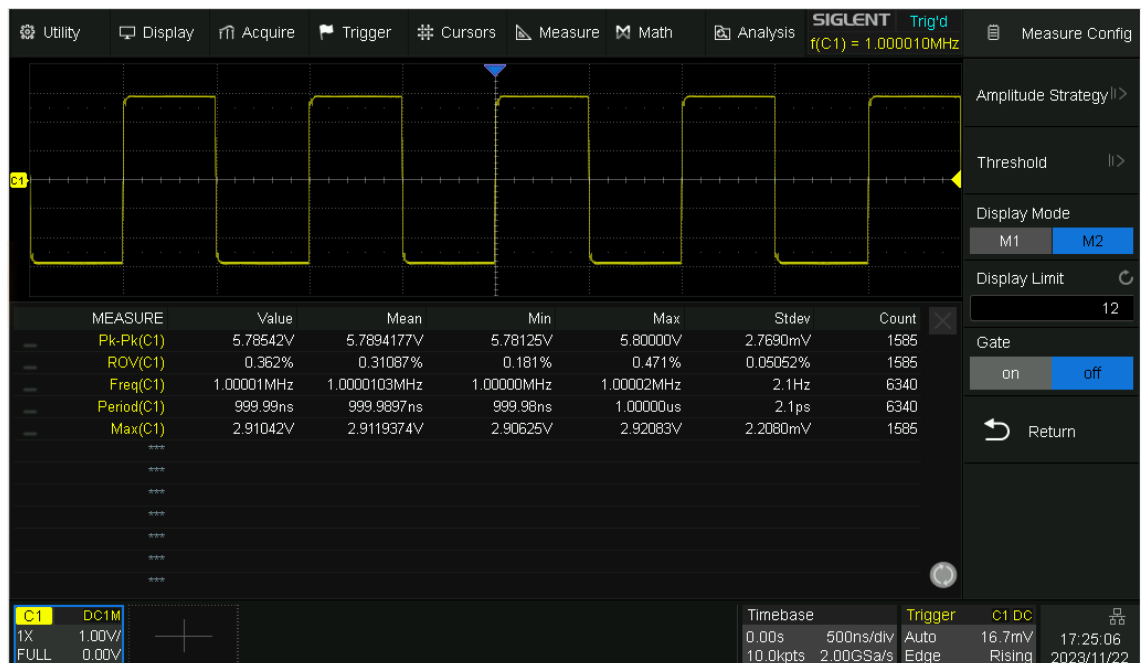 Utility Display Acquire Trigger Cursors Measure Math Analysis SIGLENT Trig'd Measure Config
f(C1) = 1.000010MHz
Amplitude Strategy
Threshold
C1
Display Mode
M1 M2
Display Limit
12
Gate
on off
Return
MEASURE Value Mean Min Max Stdev Count
Pk-Pk(C1) 5.78542V 5.7894177V 5.78125V 5.80000V 2.7690mV 1585
ROV(C1) 0.362% 0.31087% 0.181% 0.471% 0.05052% 1585
Freq(C1) 1.00001MHz 1.0000103MHz 1.00000MHz 1.00002MHz 2.1Hz 6340
Period(C1) 999.99ns 999.9897ns 999.98ns 1.00000us 2.1ps 6340
Max(C1) 2.91042V 2.9119374V 2.90625V 2.92083V 2.2080mV 1585
***
***
***
***
***
***
***
C1 DC1M Timebase Trigger C1 DC
1X 1.00V/ 0.00s 500ns/div Auto 16.7mV 17:25:06
FULL 0.00V 10.0kpts 2.00GSa/s Edge Rising 2023/11/22